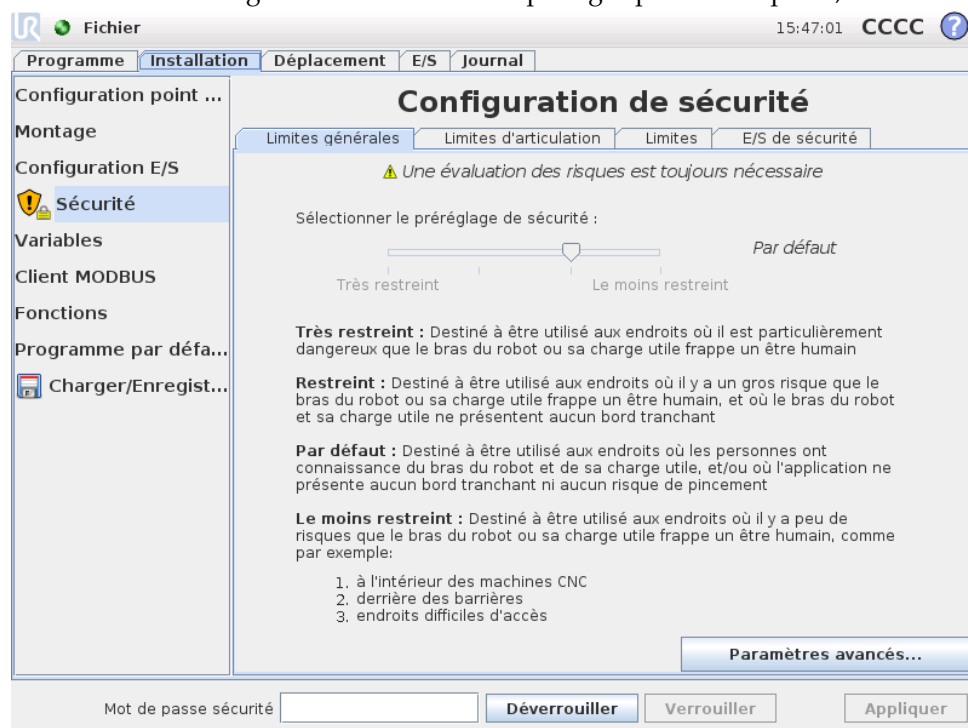 UR Fichier 15:47:01 CCCC ?
Programme Installation Déplacement E/S Journal
Configuration point ...
Montage
Configuration E/S
Sécurité
Variables
Client MODBUS
Fonctions
Programme par défa...
Charger/Enregist...
Configuration de sécurité
Limites générales Limites d'articulation Limites E/S de sécurité
Une évaluation des risques est toujours nécessaire
Sélectionner le préréglage de sécurité :
Par défaut
Très restreint Le moins restreint
Très restreint : Destiné à être utilisé aux endroits où il est particulièrement
dangereux que le bras du robot ou sa charge utile frappe un être humain
Restreint : Destiné à être utilisé aux endroits où il y a un gros risque que le
bras du robot ou sa charge utile frappe un être humain, et où le bras du robot
et sa charge utile ne présentent aucun bord tranchant
Par défaut : Destiné à être utilisé aux endroits où les personnes ont
connaissance du bras du robot et de sa charge utile, et/ou où l'application ne
présente aucun bord tranchant ni aucun risque de pincement
Le moins restreint : Destiné à être utilisé aux endroits où il y a peu de
risques que le bras du robot ou sa charge utile frappe un être humain, comme
par exemple:
1. à l'intérieur des machines CNC
2. derrière des barrières
3. endroits difficiles d'accès
Paramètres avancés...
Mot de passe sécurité Déverrouiller Verrouiller Appliquer